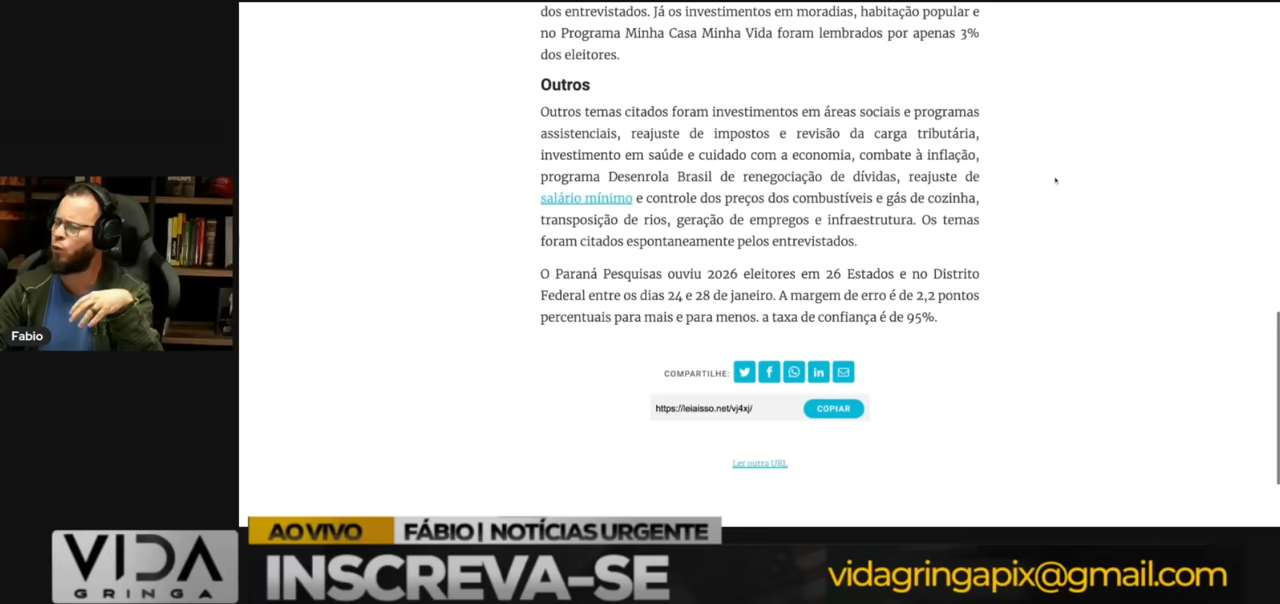 dos entrevistados. Já os investimentos em moradias, habitação popular e
no Programa Minha Casa Minha Vida foram lembrados por apenas 3%
dos eleitores.
Outros
Outros temas citados foram investimentos em áreas sociais e programas
assistenciais, reajuste de impostos e revisão da carga tributária,
investimento em saúde e cuidado com a economia, combate à inflação,
programa Desenrola Brasil de renegociação de dívidas, reajuste de
salário mínimo e controle dos preços dos combustíveis e gás de cozinha,
transposição de rios, geração de empregos e infraestrutura. Os temas
foram citados espontaneamente pelos entrevistados.
O Paraná Pesquisas ouviu 2026 eleitores em 26 Estados e no Distrito
Federal entre os dias 24 e 28 de janeiro. A margem de erro é de 2,2 pontos
percentuais para mais e para menos. a taxa de confiança é de 95%.
COMPARTILHE:
https://leiaisso.net/vj4xj/
COPIAR
Ler outra URL
Fabio
AO VIVO
FÁBIO | NOTÍCIAS URGENTE
VIDA
GRINGA
INSCREVA-SE
vidagringapix@gmail.com